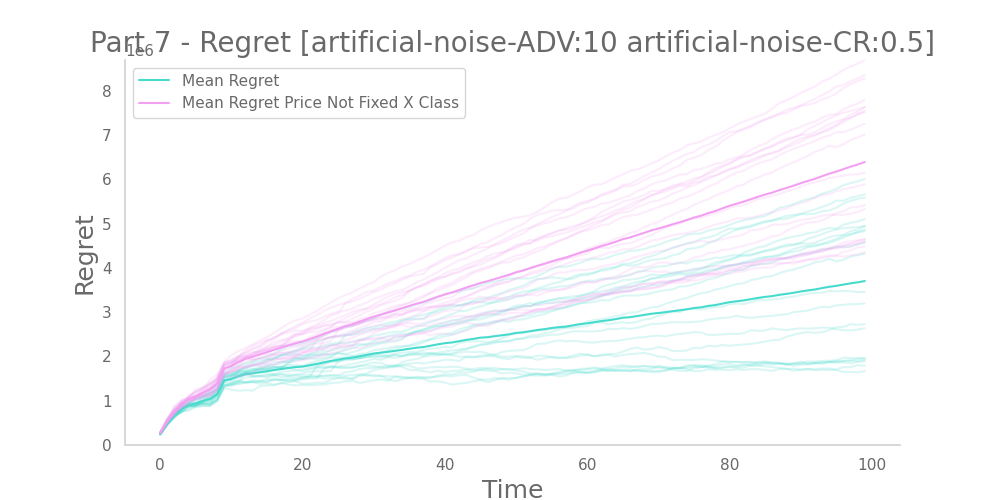 Part 7 - Regret [artificial-noise-ADV:10 artificial-noise-CR:0.5]
1e6
Mean Regret
Mean Regret Price Not Fixed X Class
8
7
6
5
4
3
2
1
0
Regret
0 20 40 60 80 100
Time